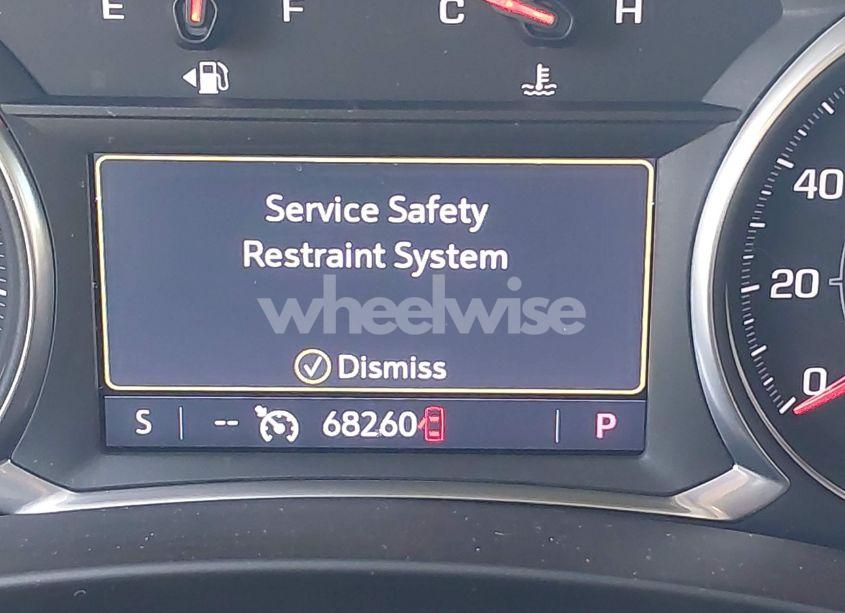 E F C H
Service Safety
Restraint System
wheelwise
Dismiss
S -- 68260 P
40
20
0